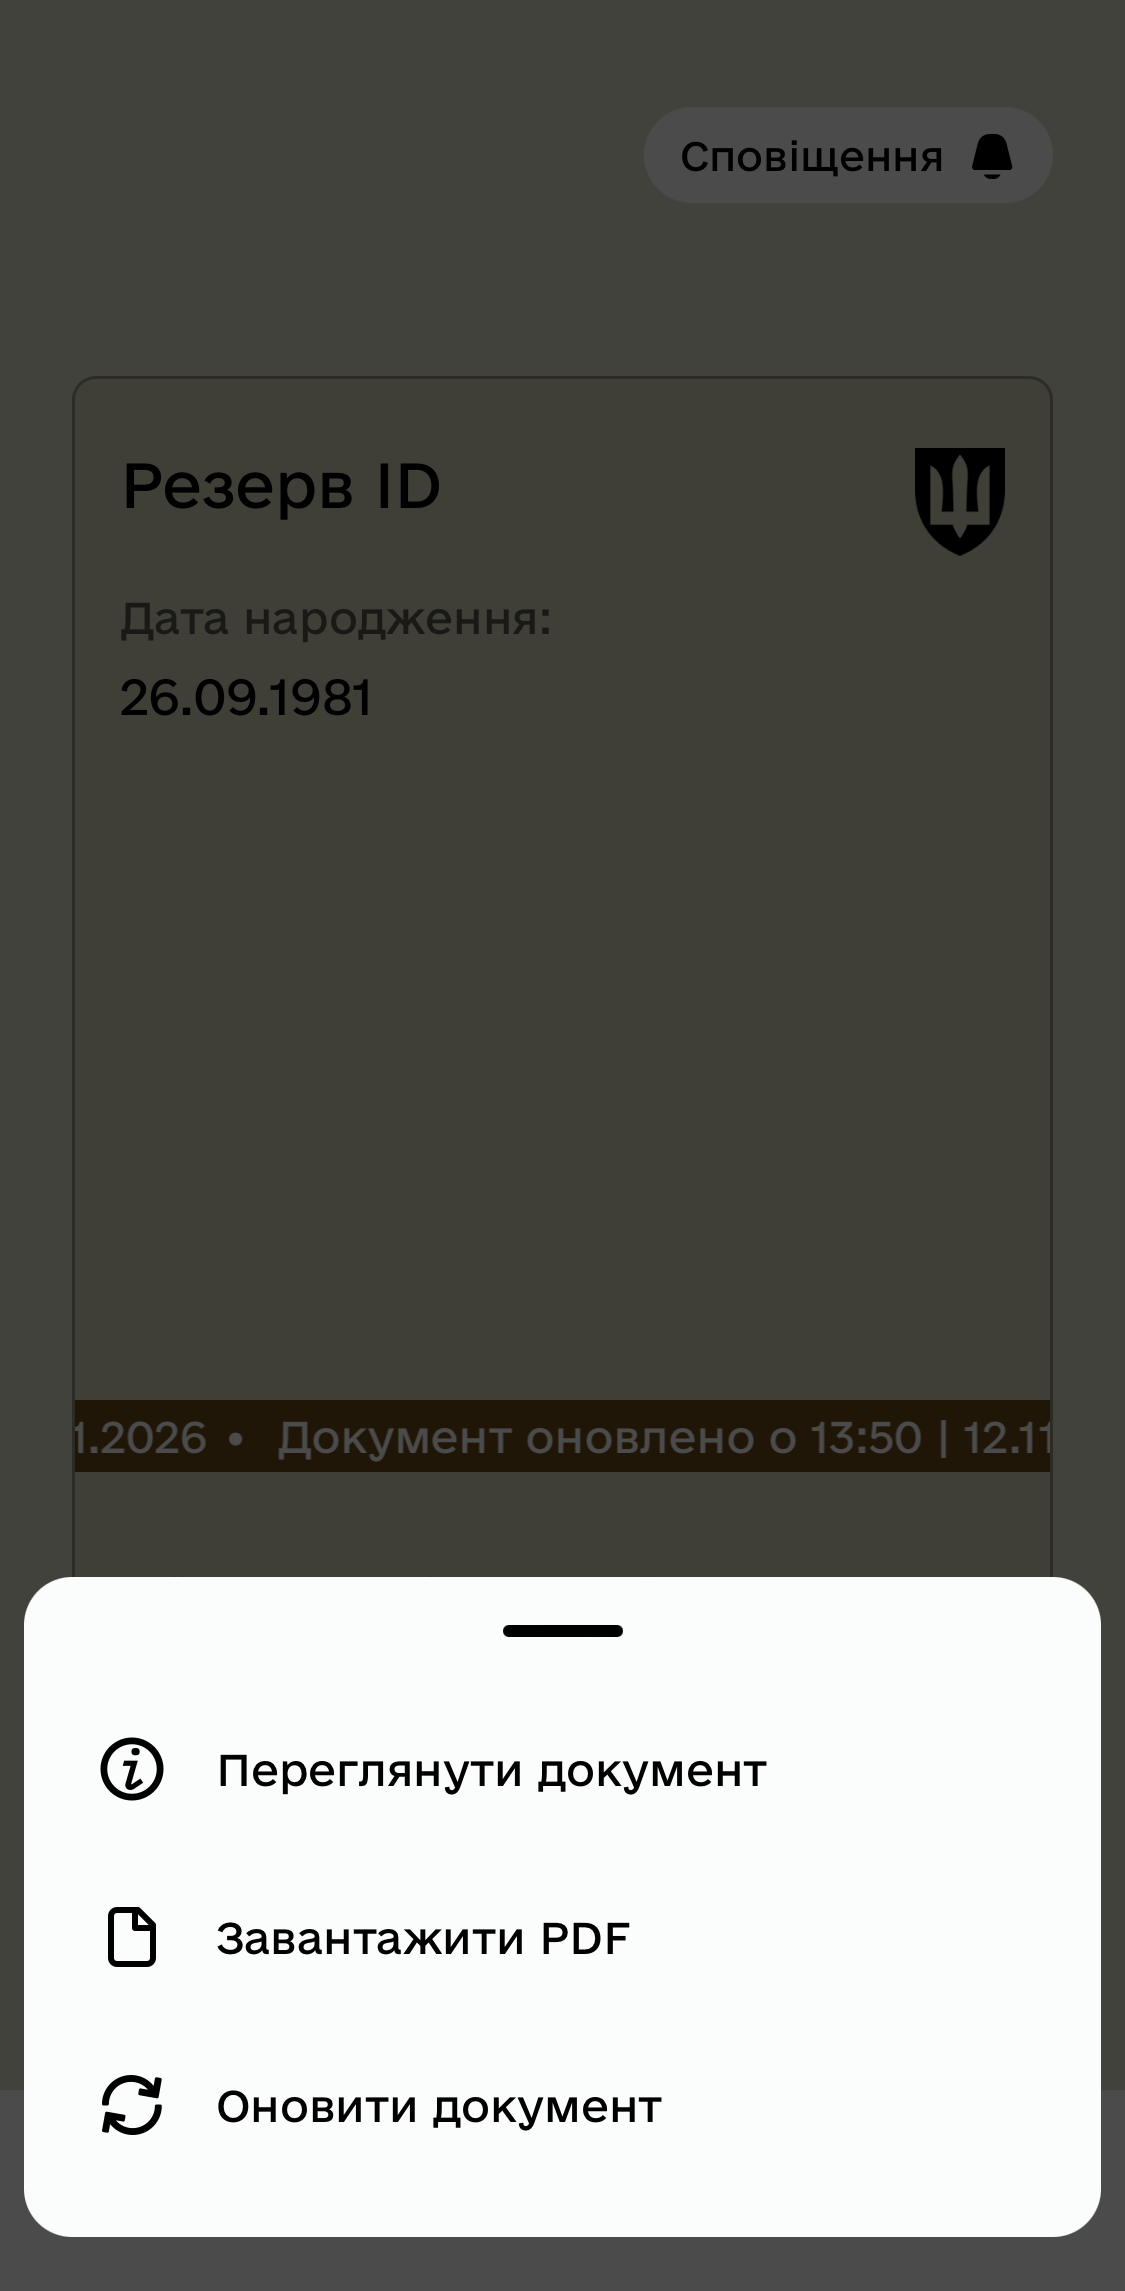 Сповіщення
Резерв ID
Дата народження:
26.09.1981
1.2026 • Документ оновлено о 13:50 | 12.11
Переглянути документ
Завантажити PDF
Оновити документ